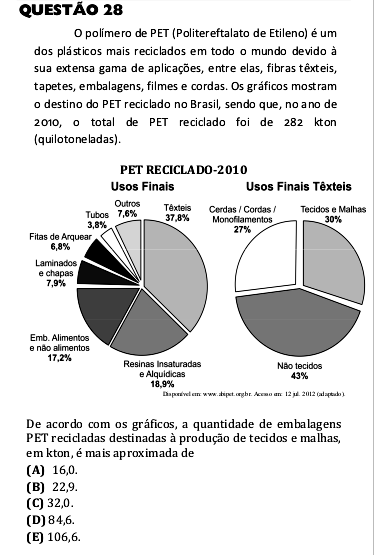 QUESTÃO 28
O polímero de PET (Politereftalato de Etileno) é um
dos plásticos mais reciclados em todo o mundo devido à
sua extensa gama de aplicações, entre elas, fibras têxteis,
tapetes, embalagens, filmes e cordas. Os gráficos mostram
o destino do PET reciclado no Brasil, sendo que, no ano de
2010, o total de PET reciclado foi de 282 kton
(quilotoneladas).
PET RECICLADO-2010
Usos Finais
Outros
7,6%
Tubos
3,8%
Têxteis
37,8%
Fitas de Arquear
6,8%
Laminados
e chapas
7,9%
Emb. Alimentos
e não alimentos
17,2%
Resinas Insaturadas
e Alquídicas
18,9%
Usos Finais Têxteis
Cerdas / Cordas /
Monofilamentos
27%
Tecidos e Malhas
30%
Não tecidos
43%
Disponível em: www.abipet.org.br. Acesso em: 12 jul. 2012 (adaptado).
De acordo com os gráficos, a quantidade de embalagens
PET recicladas destinadas à produção de tecidos e malhas,
em kton, é mais aproximada de
(A) 16,0.
(B) 22,9.
(C) 32,0.
(D) 84,6.
(E) 106,6.